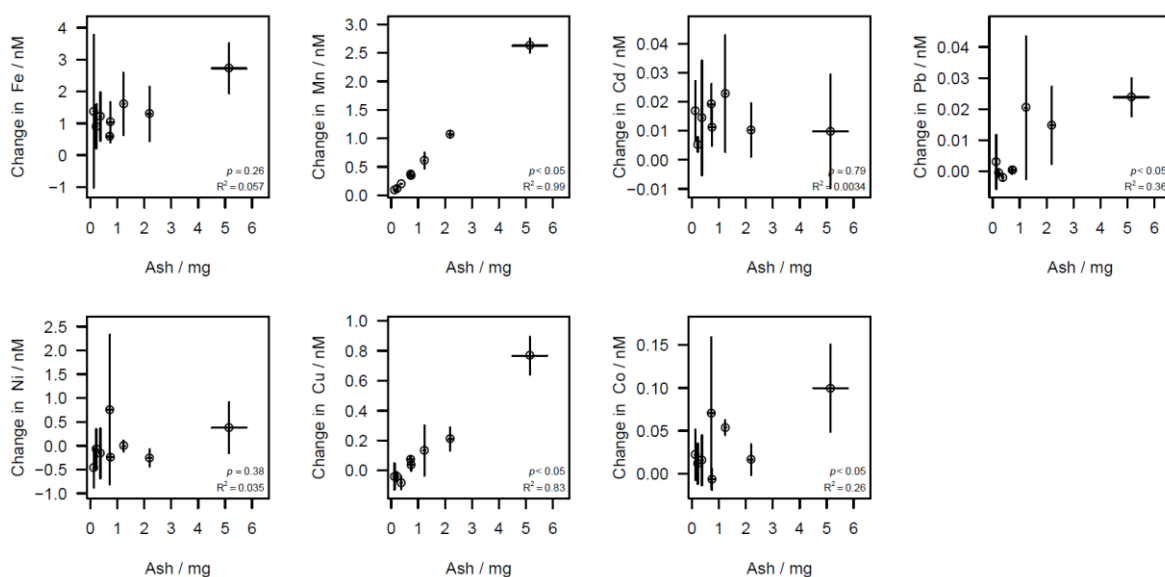 Change in Fe / nM
4
3
2
1
0
−1
0 1 2 3 4 5 6
Ash / mg
p = 0.26
R² = 0.057
Change in Mn / nM
3.0
2.5
2.0
1.5
1.0
0.5
0.0
0 1 2 3 4 5 6
Ash / mg
p < 0.05
R² = 0.99
Change in Cd / nM
0.04
0.03
0.02
0.01
0.00
−0.01
0 1 2 3 4 5 6
Ash / mg
p = 0.79
R² = 0.0034
Change in Pb / nM
0.04
0.03
0.02
0.01
0.00
0 1 2 3 4 5 6
Ash / mg
p < 0.05
R² = 0.36
Change in Ni / nM
2.5
2.0
1.5
1.0
0.5
0.0
−0.5
−1.0
0 1 2 3 4 5 6
Ash / mg
p = 0.38
R² = 0.035
Change in Cu / nM
1.0
0.8
0.6
0.4
0.2
0.0
0 1 2 3 4 5 6
Ash / mg
p < 0.05
R² = 0.83
Change in Co / nM
0.15
0.10
0.05
0.00
0 1 2 3 4 5 6
Ash / mg
p < 0.05
R² = 0.26